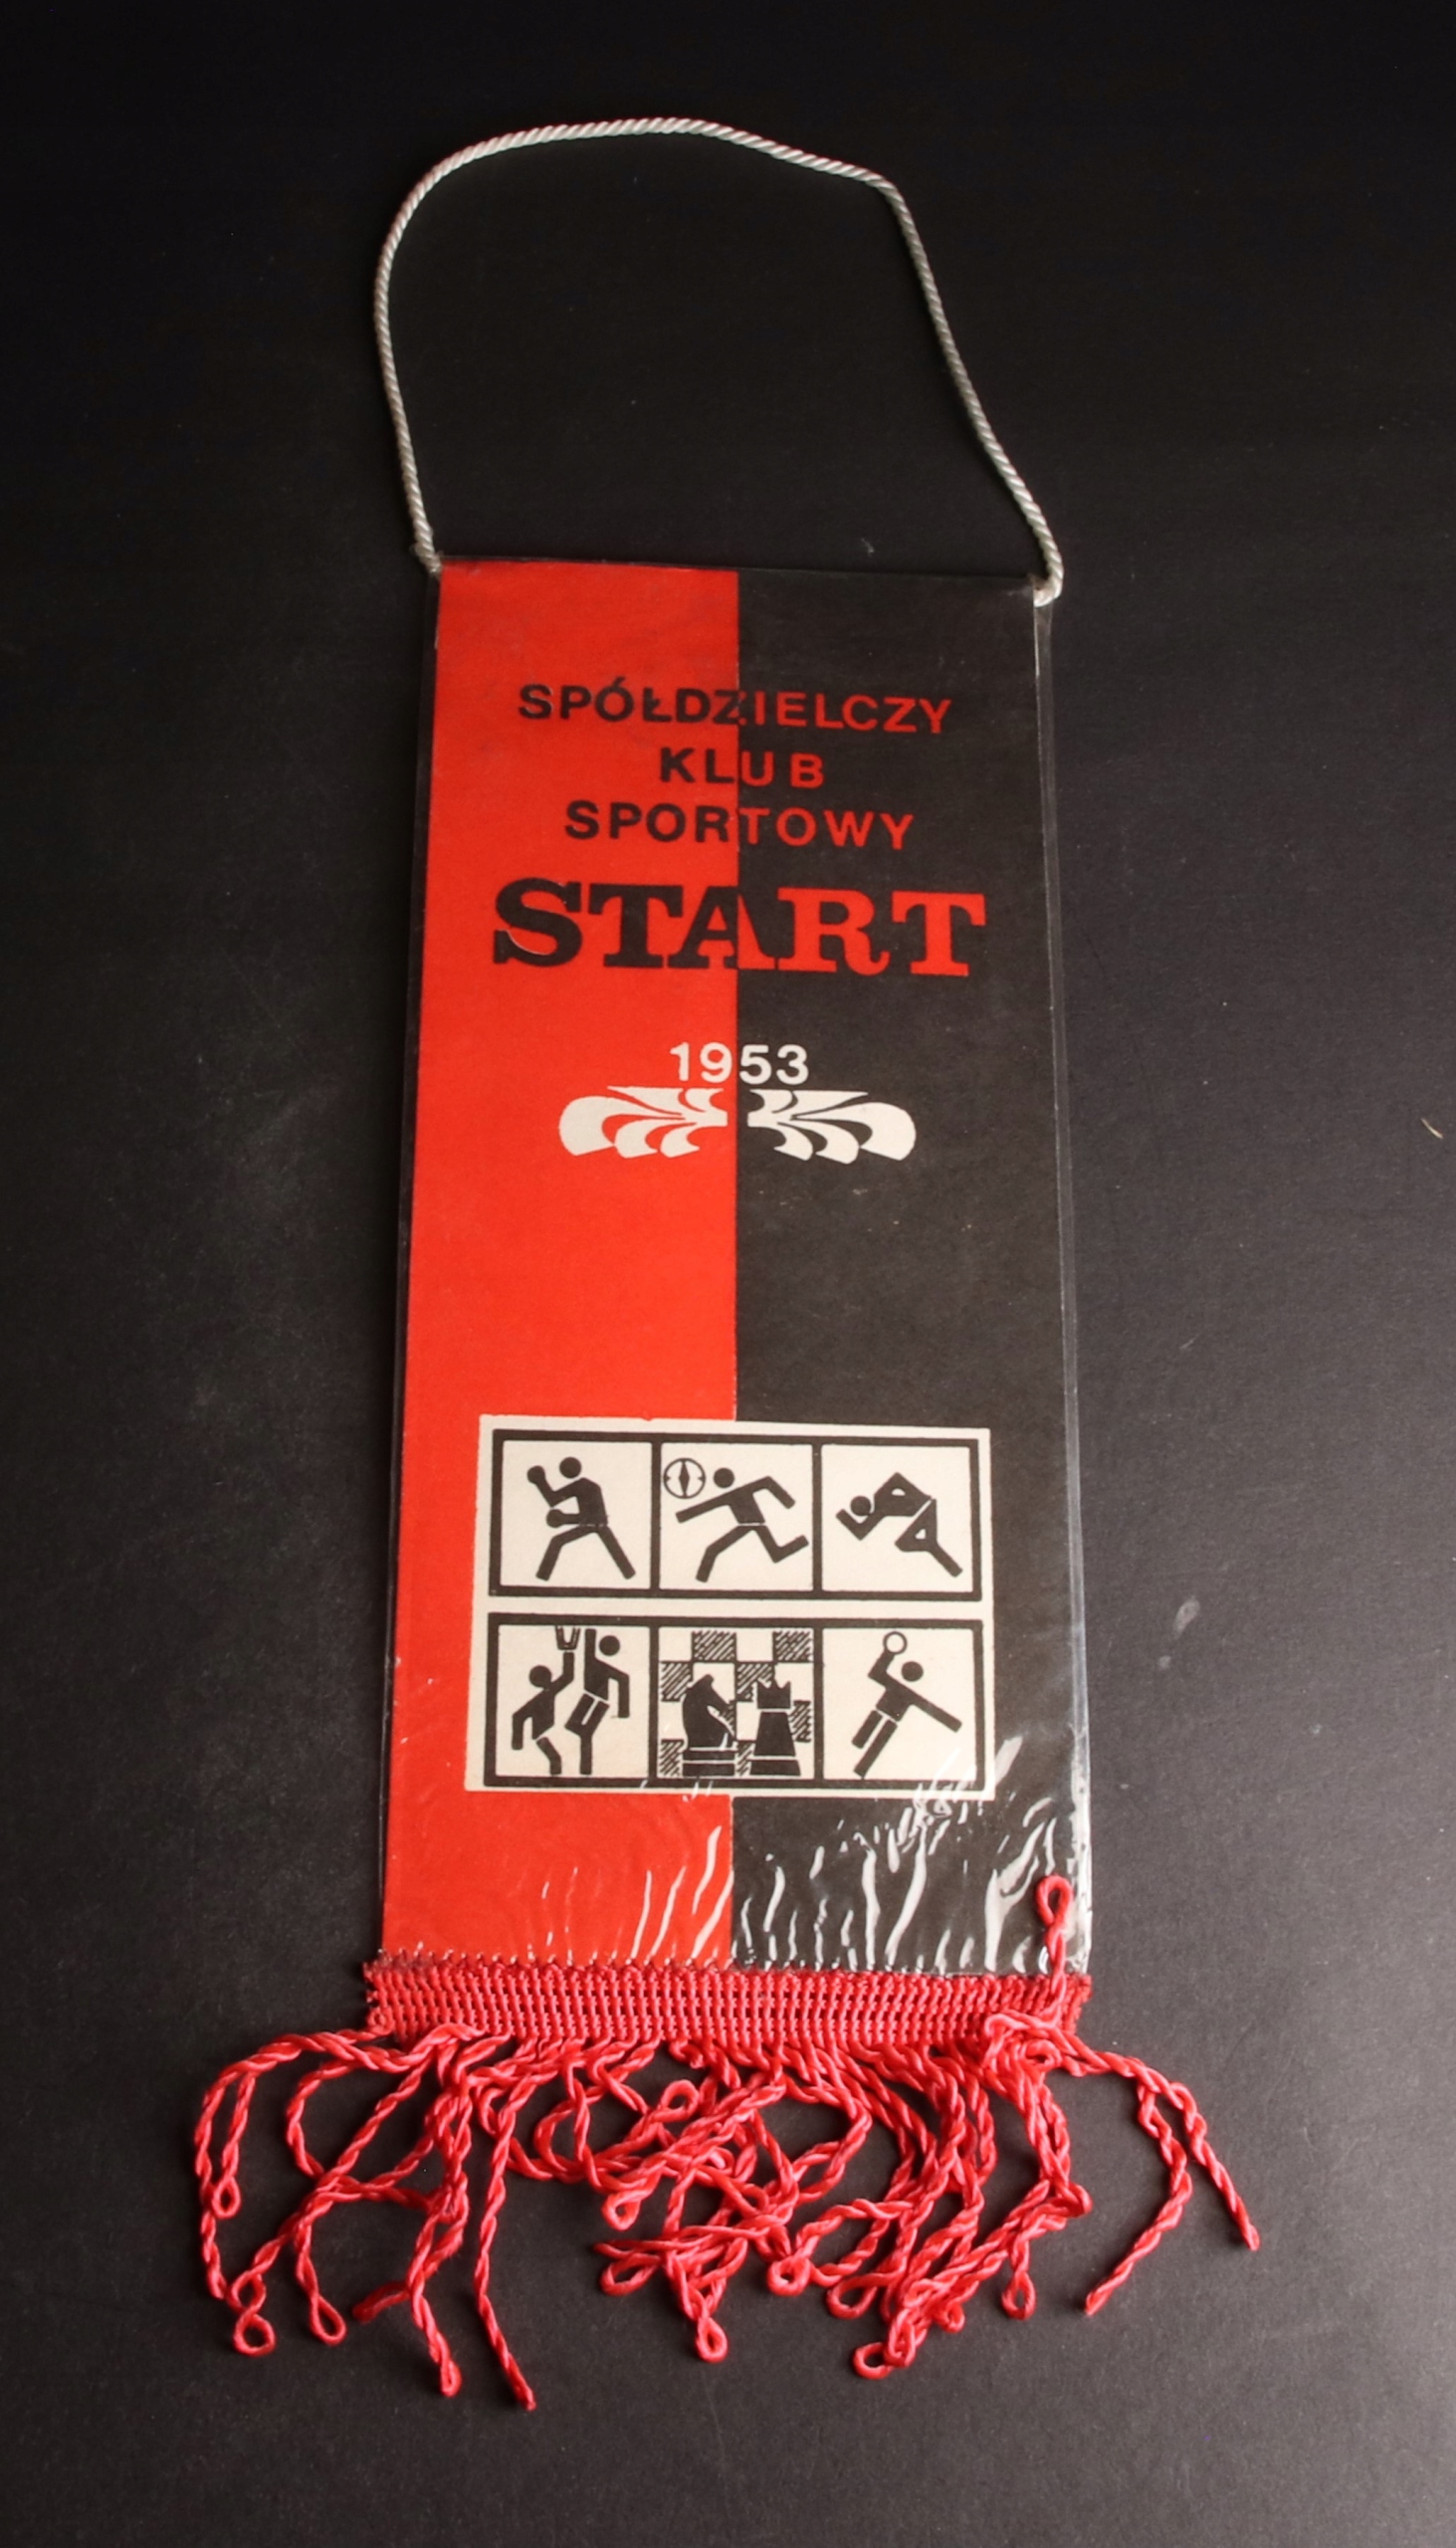 SPÓŁDZIELCZY
KLUB
SPORTOWY
START
1953